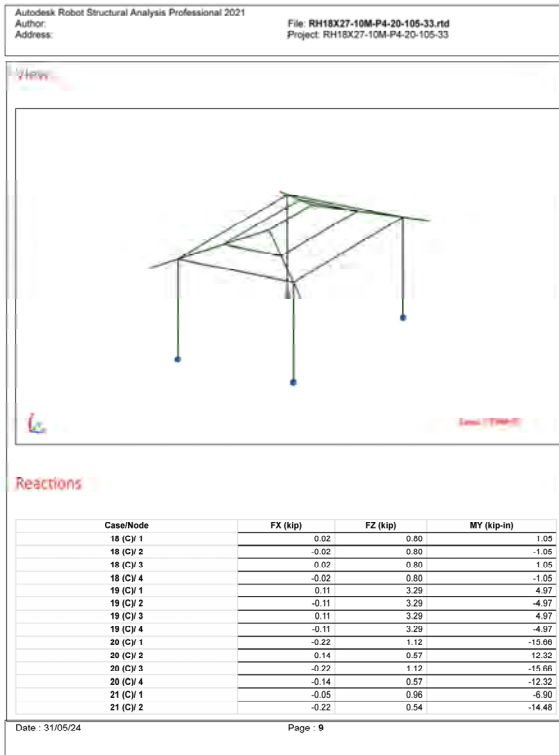 Autodesk Robot Structural Analysis Professional 2021
Author:
Address:
File: RH18X27-10M-P4-20-105-33.rtd
Project: RH18X27-10M-P4-20-105-33
View
Reactions
Case/Node FX (kip) FZ (kip) MY (kip-in)
18 (C)/ 1 0.02 0.80 1.05
18 (C)/ 2 -0.02 0.80 -1.05
18 (C)/ 3 0.02 0.80 1.05
18 (C)/ 4 -0.02 0.80 -1.05
19 (C)/ 1 0.11 3.29 4.97
19 (C)/ 2 -0.11 3.29 -4.97
19 (C)/ 3 0.11 3.29 4.97
19 (C)/ 4 -0.11 3.29 -4.97
20 (C)/ 1 -0.22 1.12 -15.66
20 (C)/ 2 0.14 0.57 12.32
20 (C)/ 3 -0.22 1.12 -15.66
20 (C)/ 4 -0.14 0.57 -12.32
21 (C)/ 1 -0.05 0.96 -6.90
21 (C)/ 2 -0.22 0.54 -14.48
Date : 31/05/24
Page : 9